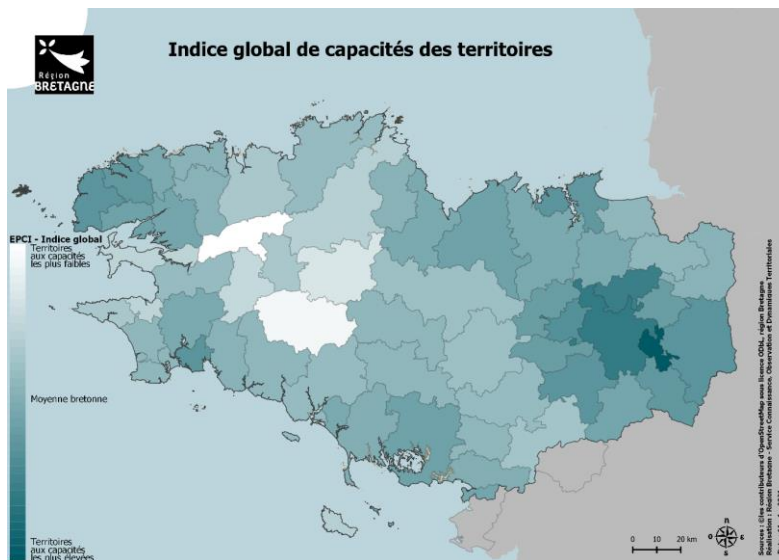 Indice global de capacités des territoires
Région
BRETAGNE
EPCI - Indice global
Territoires
aux capacités
les plus faibles
Moyenne bretonne
Territoires
aux capacités
les plus élevées
0 10 20 km
n
o e
s
Sources : ©les contributeurs d'OpenStreetMap sous licence ODbL, région Bretagne
Réalisation : Région Bretagne - Service Connaissance, Observation et Dynamiques Territoriales